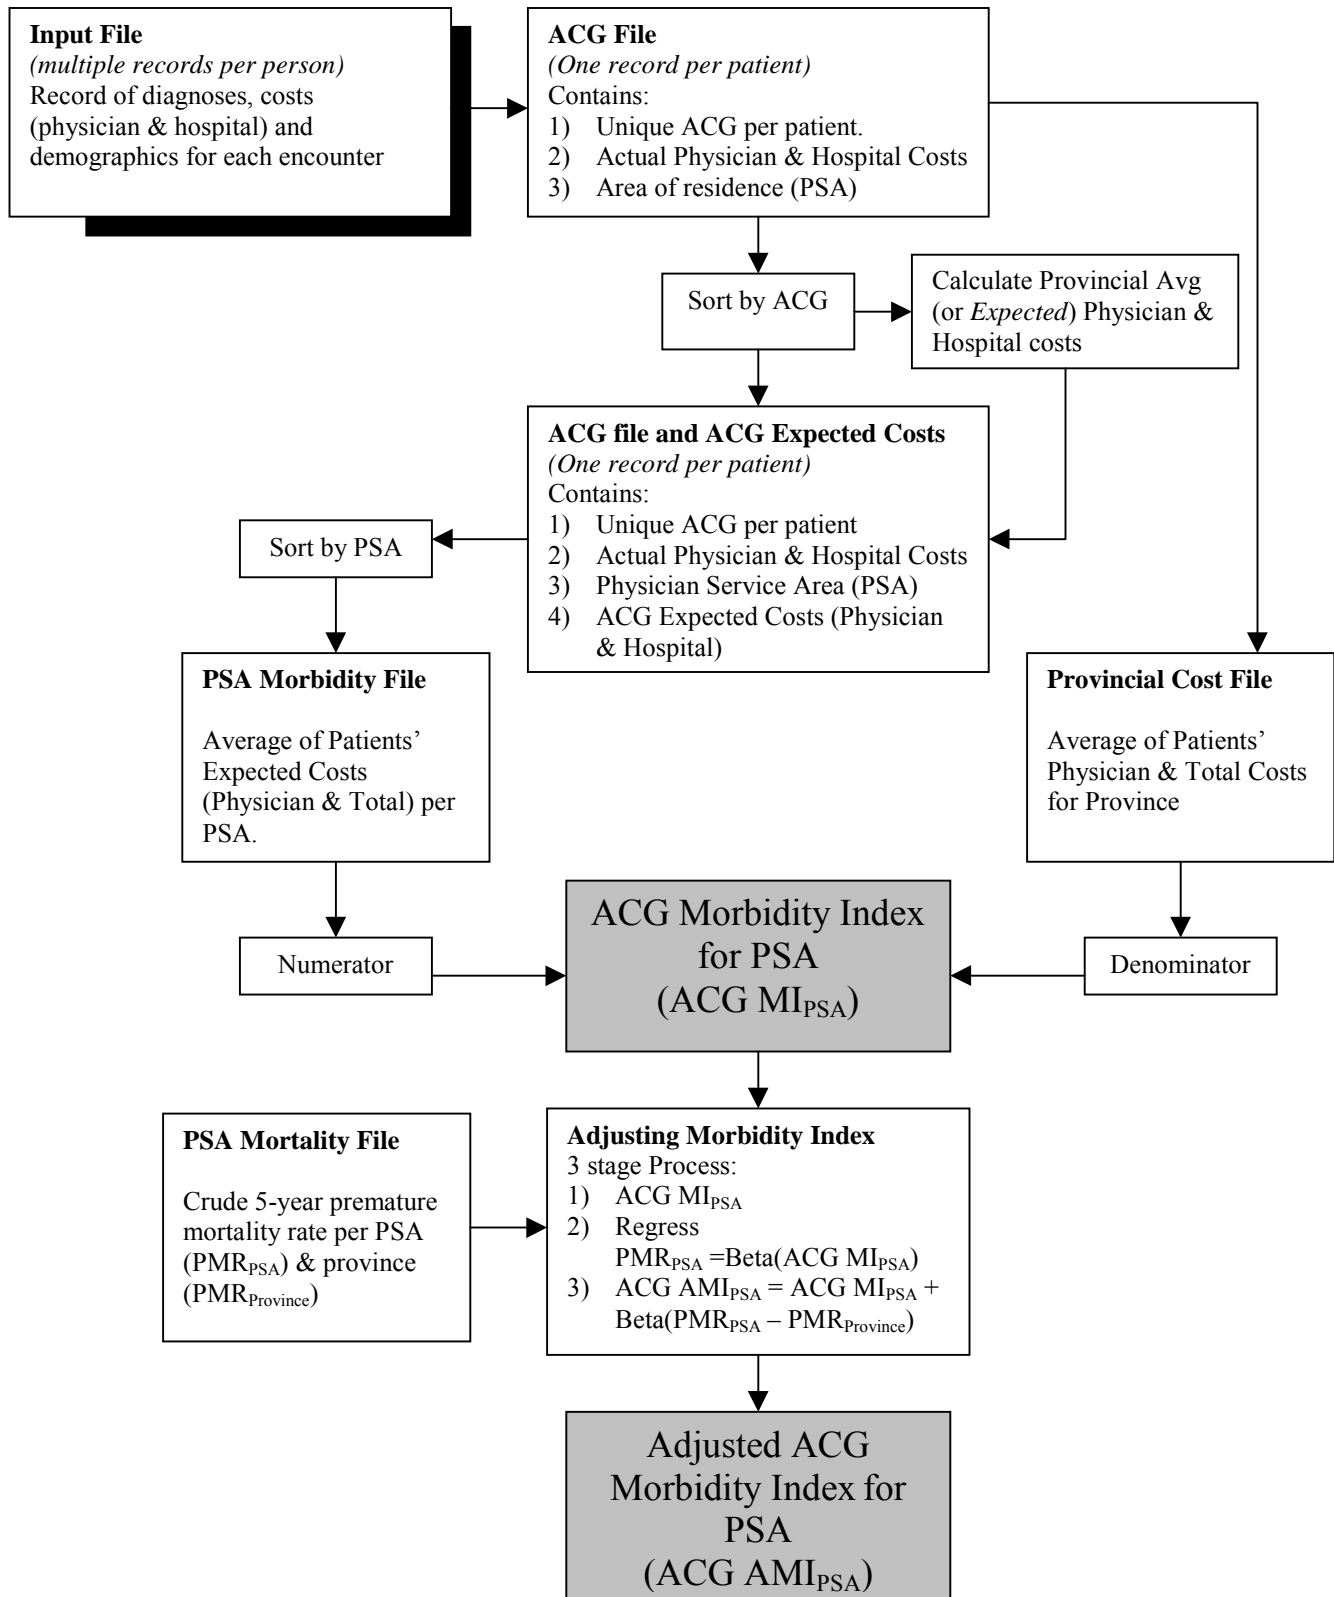 Input File
(multiple records per person)
Record of diagnoses, costs
(physician & hospital) and
demographics for each encounter
ACG File
(One record per patient)
Contains:
1) Unique ACG per patient.
2) Actual Physician & Hospital Costs
3) Area of residence (PSA)
Sort by ACG
Calculate Provincial Avg
(or Expected) Physician &
Hospital costs
ACG file and ACG Expected Costs
(One record per patient)
Contains:
1) Unique ACG per patient
2) Actual Physician & Hospital Costs
3) Physician Service Area (PSA)
4) ACG Expected Costs (Physician
& Hospital)
Sort by PSA
PSA Morbidity File
Average of Patients’
Expected Costs
(Physician & Total) per
PSA.
Provincial Cost File
Average of Patients’
Physician & Total Costs
for Province
Numerator
ACG Morbidity Index
for PSA
(ACG MIPSA)
Denominator
PSA Mortality File
Crude 5-year premature
mortality rate per PSA
(PMRPSA) & province
(PMRProvince)
Adjusting Morbidity Index
3 stage Process:
1) ACG MIPSA
2) Regress
PMRPSA =Beta(ACG MIPSA)
3) ACG AMIPSA = ACG MIPSA +
Beta(PMRPSA – PMRProvince)
Adjusted ACG
Morbidity Index for
PSA
(ACG AMIPSA)